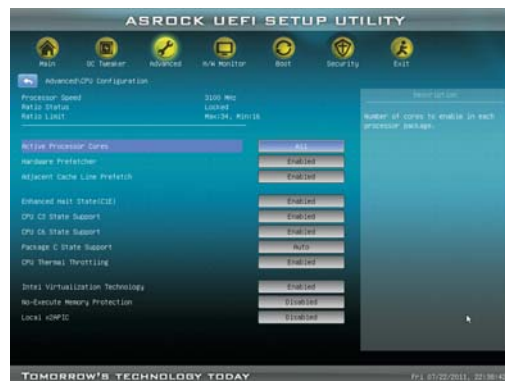 ASROCK UEFI SETUP UTILITY
Main OC Tweaker Advanced H/W Monitor Boot Security Exit
Advanced\CPU Configuration
Processor Speed 3100 MHz
Ratio Status Locked
Ratio Limit Max:34, Min:16
Description
Number of cores to enable in each
processor package.
Active Processor Cores All
Hardware Prefetcher Enabled
Adjacent Cache Line Prefetch Enabled
Enhanced Halt State(C1E) Enabled
CPU C3 State Support Enabled
CPU C6 State Support Enabled
Package C State Support Auto
CPU Thermal Throttling Enabled
Intel Virtualization Technology Enabled
No-Execute Memory Protection Disabled
Local x2APIC Disabled
TOMORROW'S TECHNOLOGY TODAY
Fri 07/22/2011,